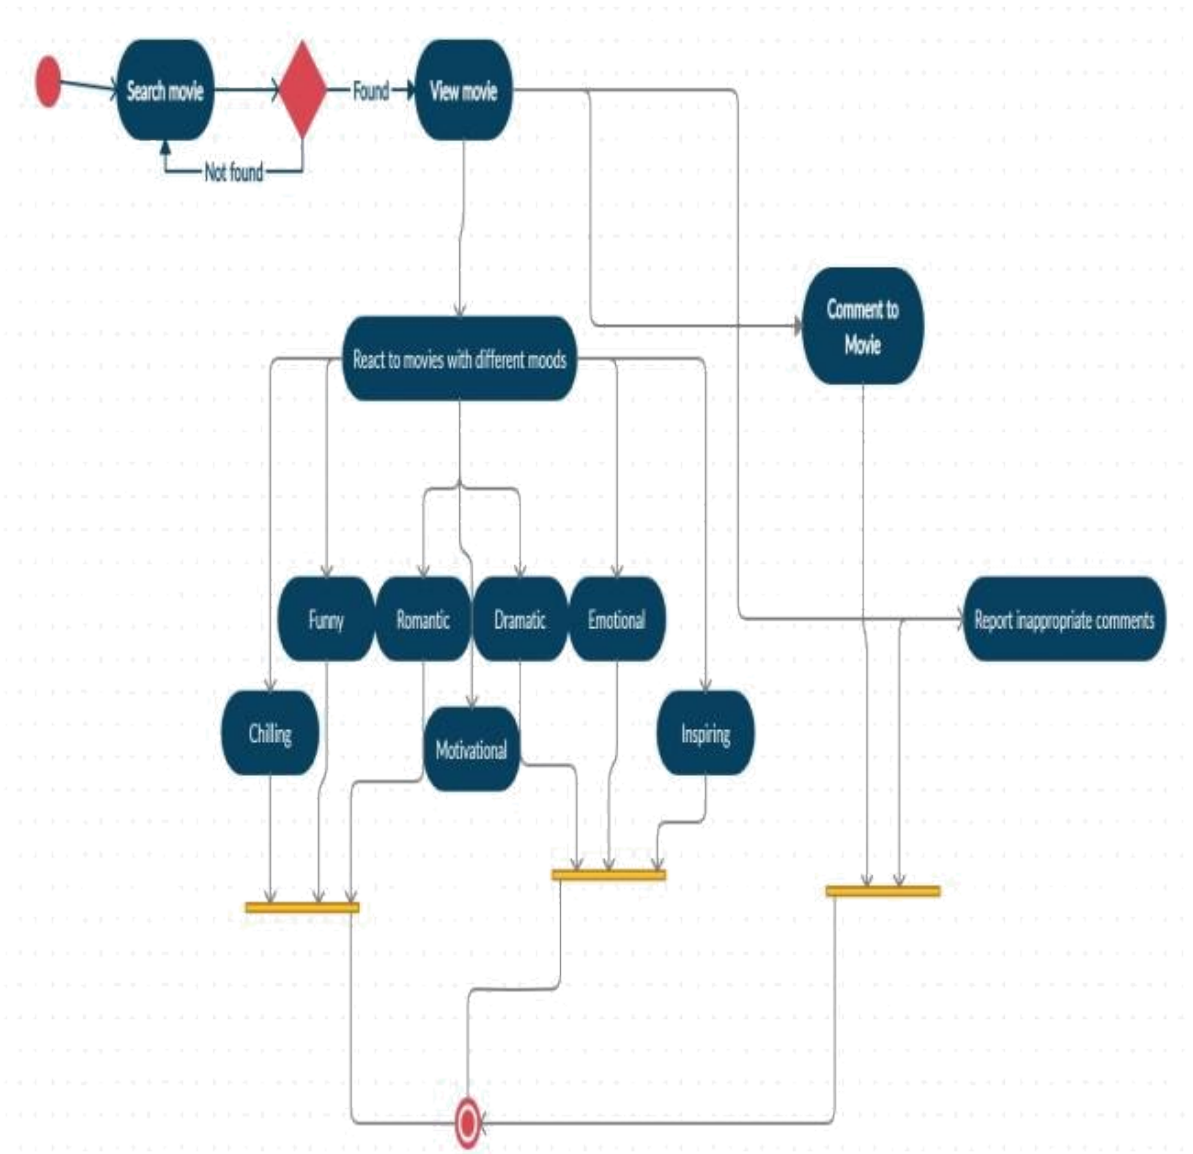 Search movie
Found
View movie
Not found
Comment to
Movie
React to movies with different moods
Funny
Romantic
Dramatic
Emotional
Report inappropriate comments
Chilling
Motivational
Inspiring